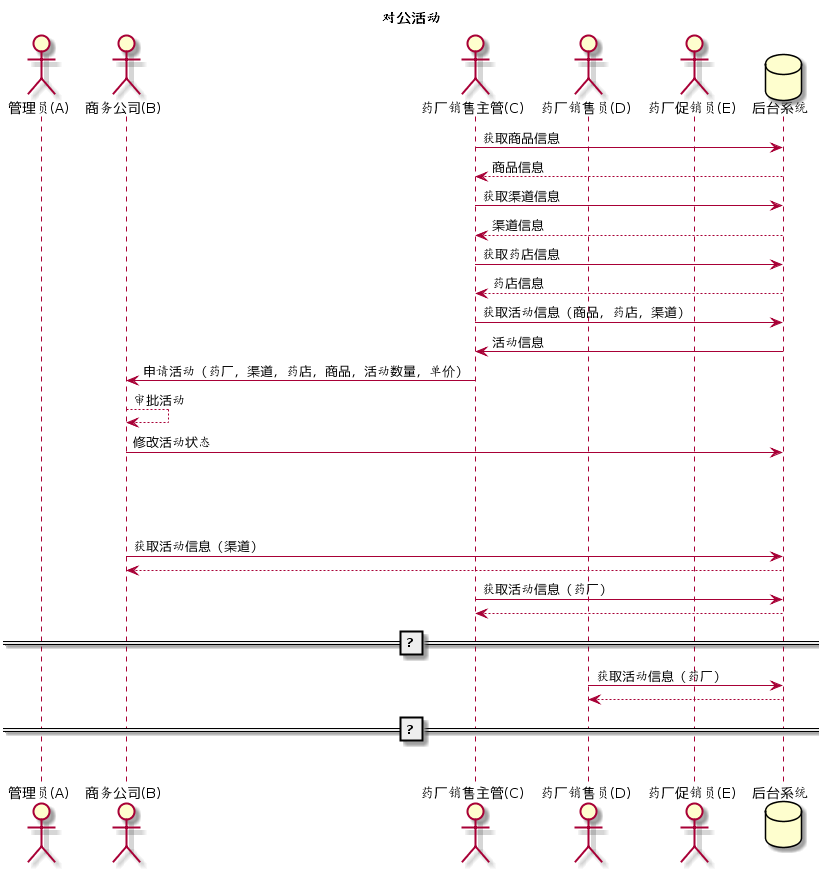 对公活动
管理员(A) 商务公司(B) 药厂销售主管(C) 药厂销售员(D) 药厂促销员(E) 后台系统
获取商品信息
商品信息
获取渠道信息
渠道信息
获取药店信息
药店信息
获取活动信息（商品，药店，渠道）
活动信息
申请活动（药厂，渠道，药店，商品，活动数量，单价）
审批活动
修改活动状态
获取活动信息（渠道）
获取活动信息（药厂）
?
获取活动信息（药厂）
?
管理员(A) 商务公司(B) 药厂销售主管(C) 药厂销售员(D) 药厂促销员(E) 后台系统